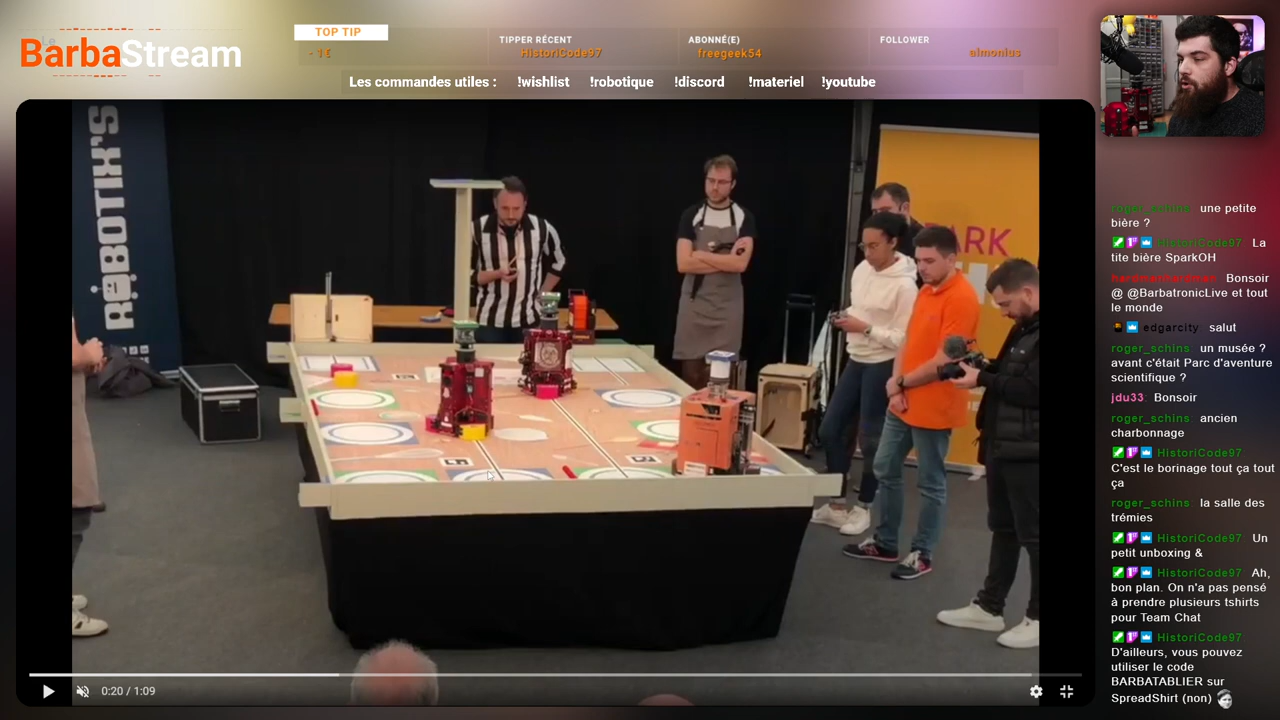 Le
BarbaStream
TOP TIP
- 1€
TIPPER RÉCENT
HistoriCode97
ABONNÉ(E)
freegeek54
FOLLOWER
almonius
Les commandes utiles : !wishlist !robotique !discord !materiel !youtube
ROBOTIX'S
ARK
roger_schins: une petite
bière ?
HistoriCode97 La
tite bière SparkOH
Bonsoir
@ @BarbatronicLive et tout
le monde
edgarcity: salut
roger_schins: un musée ?
avant c'était Parc d'aventure
scientifique ?
jdu33: Bonsoir
roger_schins: ancien
charbonnage
HistoriCode97
C'est le borinage tout ça tout
ça
roger_schins: la salle des
trémies
HistoriCode97: Un
petit unboxing &
HistoriCode97: Ah,
bon plan. On n'a pas pensé
à prendre plusieurs tshirts
pour Team Chat
HistoriCode97
D'ailleurs, vous pouvez
utiliser le code
BARBATABLIER sur
SpreadShirt (non)
0:20 / 1:09